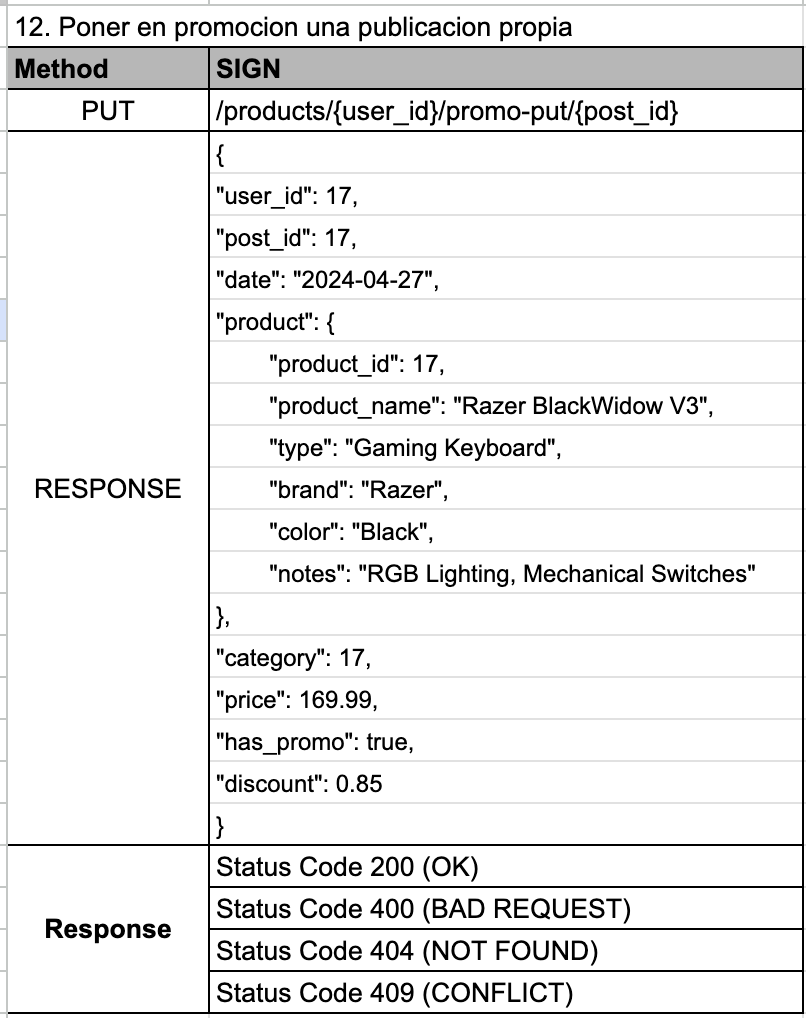 12. Poner en promocion una publicacion propia
Method SIGN
PUT /products/{user_id}/promo-put/{post_id}
{
"user_id": 17,
"post_id": 17,
"date": "2024-04-27",
"product": {
"product_id": 17,
"product_name": "Razer BlackWidow V3",
"type": "Gaming Keyboard",
RESPONSE "brand": "Razer",
"color": "Black",
"notes": "RGB Lighting, Mechanical Switches"
},
"category": 17,
"price": 169.99,
"has_promo": true,
"discount": 0.85
}
Response
Status Code 200 (OK)
Status Code 400 (BAD REQUEST)
Status Code 404 (NOT FOUND)
Status Code 409 (CONFLICT)